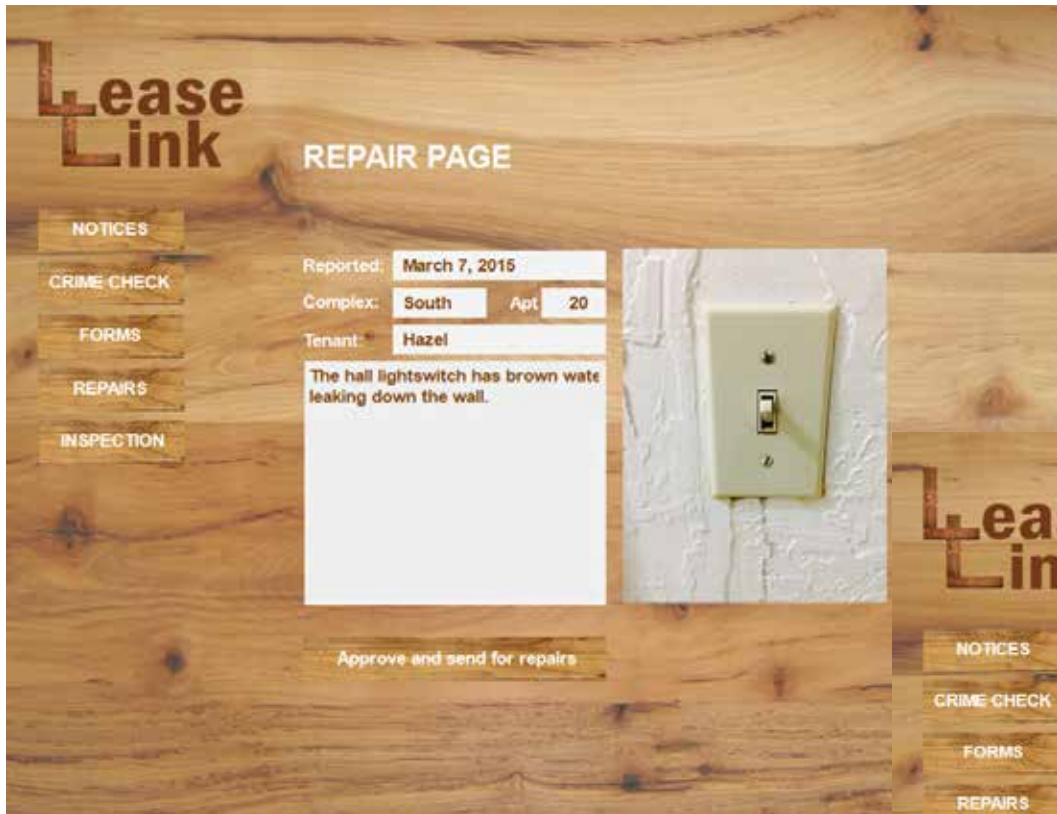 Lease
Link
REPAIR PAGE
NOTICES
CRIME CHECK
FORMS
REPAIRS
INSPECTION
Reported: March 7, 2015
Complex: South Apt 20
Tenant: Hazel
The hall lightswitch has brown wate
leaking down the wall.
Approve and send for repairs
Lea
Lin
NOTICES
CRIME CHECK
FORMS
REPAIRS